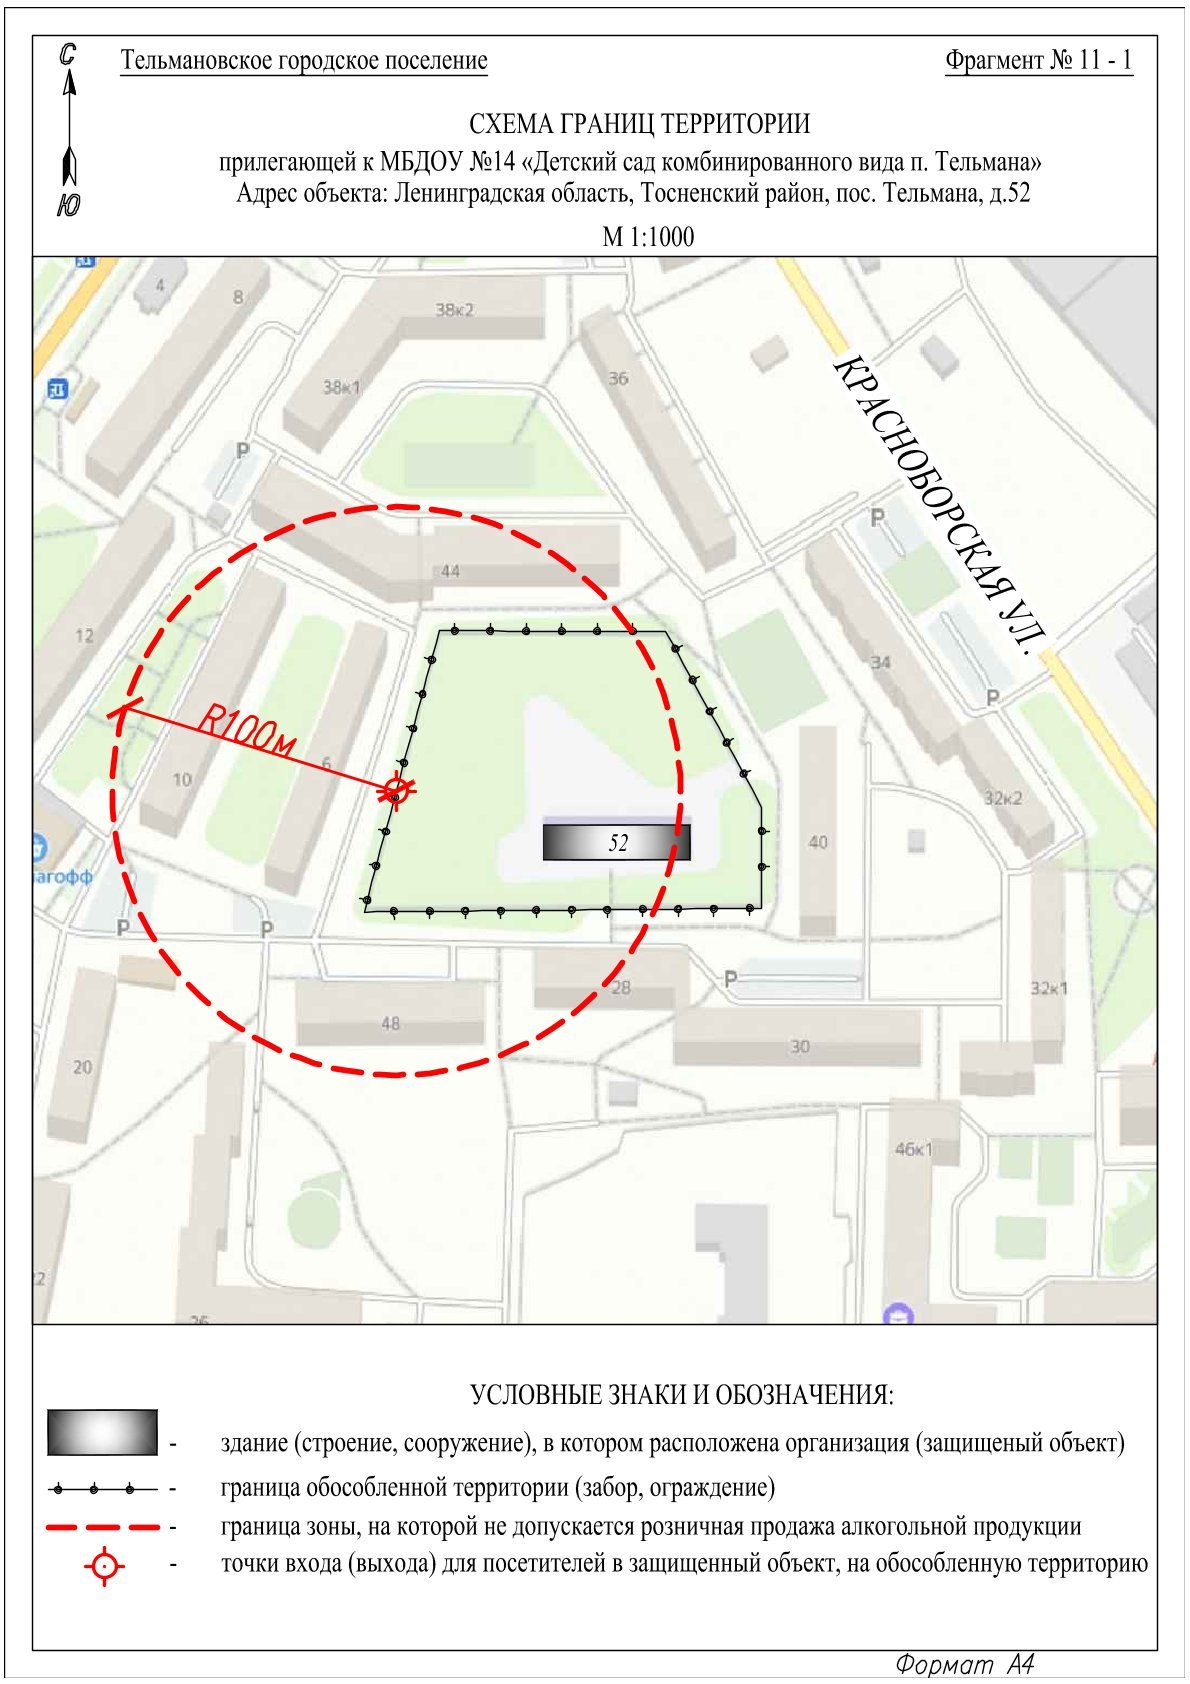 С
Ю
Тельмановское городское поселение
Фрагмент № 11 - 1
СХЕМА ГРАНИЦ ТЕРРИТОРИИ
прилегающей к МБДОУ №14 «Детский сад комбинированного вида п. Тельмана»
Адрес объекта: Ленинградская область, Тосненский район, пос. Тельмана, д.52
М 1:1000
4
8
38к2
38к1
36
КРАСНОБОРСКАЯ УЛ.
P
P
44
12
34
P
R100м
6
10
32к2
40
52
агофф
P
P
P
28
32к1
48
30
20
46к1
22
26
УСЛОВНЫЕ ЗНАКИ И ОБОЗНАЧЕНИЯ:
- здание (строение, сооружение), в котором расположена организация (защищеный объект)
- граница обособленной территории (забор, ограждение)
- граница зоны, на которой не допускается розничная продажа алкогольной продукции
- точки входа (выхода) для посетителей в защищенный объект, на обособленную территорию
Формат А4